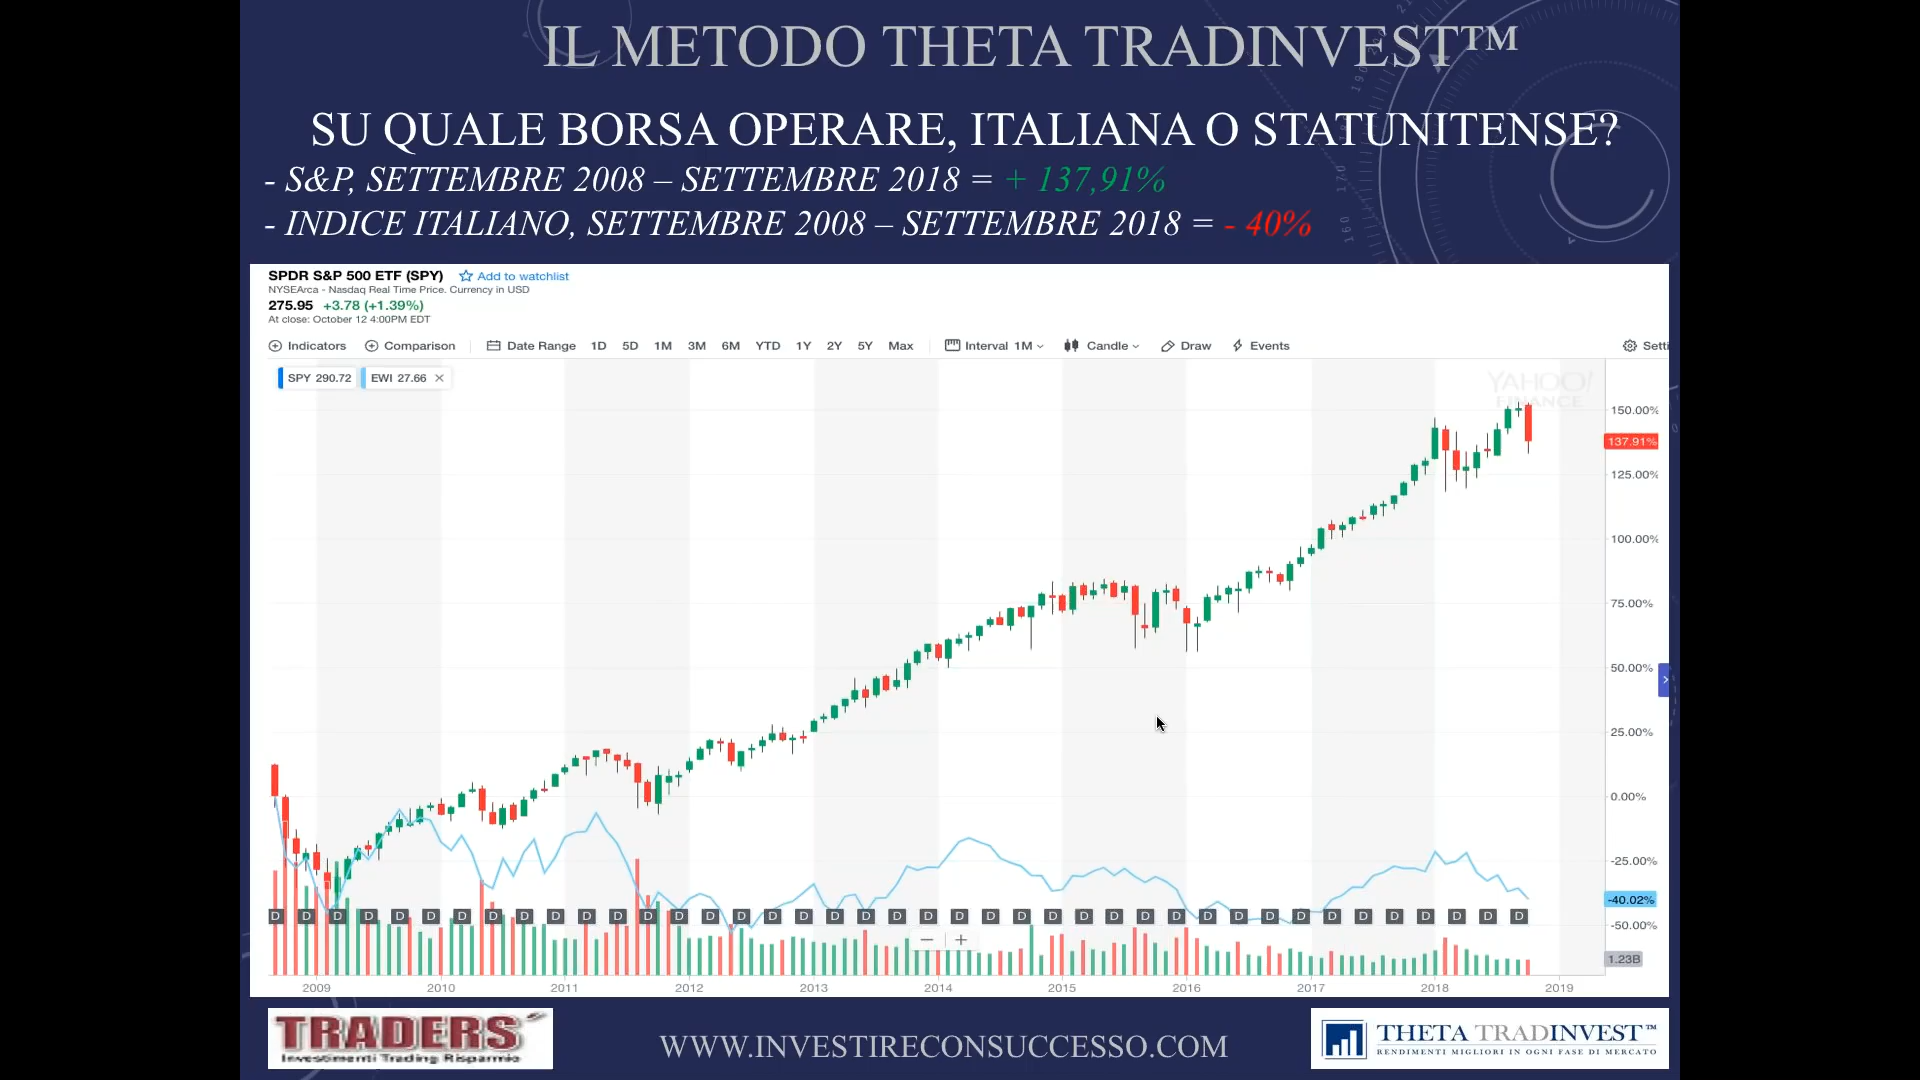 IL METODO THETA TRADINVEST™
SU QUALE BORSA OPERARE, ITALIANA O STATUNITENSE?
- S&P, SETTEMBRE 2008 – SETTEMBRE 2018 = + 137,91%
- INDICE ITALIANO, SETTEMBRE 2008 – SETTEMBRE 2018 = - 40%
SPDR S&P 500 ETF (SPY) Add to watchlist
NYSEArca - Nasdaq Real Time Price. Currency in USD
275.95 +3.78 (+1.39%)
At close: October 12 4:00PM EDT
Indicators Comparison Date Range 1D 5D 1M 3M 6M YTD 1Y 2Y 5Y Max Interval 1M Candle Draw Events Setti
SPY 290.72 EWI 27.66
YAHOO!
FINANCE
150.00%
137.91%
125.00%
100.00%
75.00%
50.00%
25.00%
0.00%
-25.00%
-40.02%
D D D D D D D D D D D D D D D D D D D D D D D D D D D D D D D D D D D D D D D D D
-50.00%
1.23B
2009 2010 2011 2012 2013 2014 2015 2016 2017 2018 2019
TRADERS'
Investimenti Trading Risparmio
WWW.INVESTIRECONSUCCESSO.COM
THETA TRADINVEST™
RENDIMENTI MIGLIORI IN OGNI FASE DI MERCATO